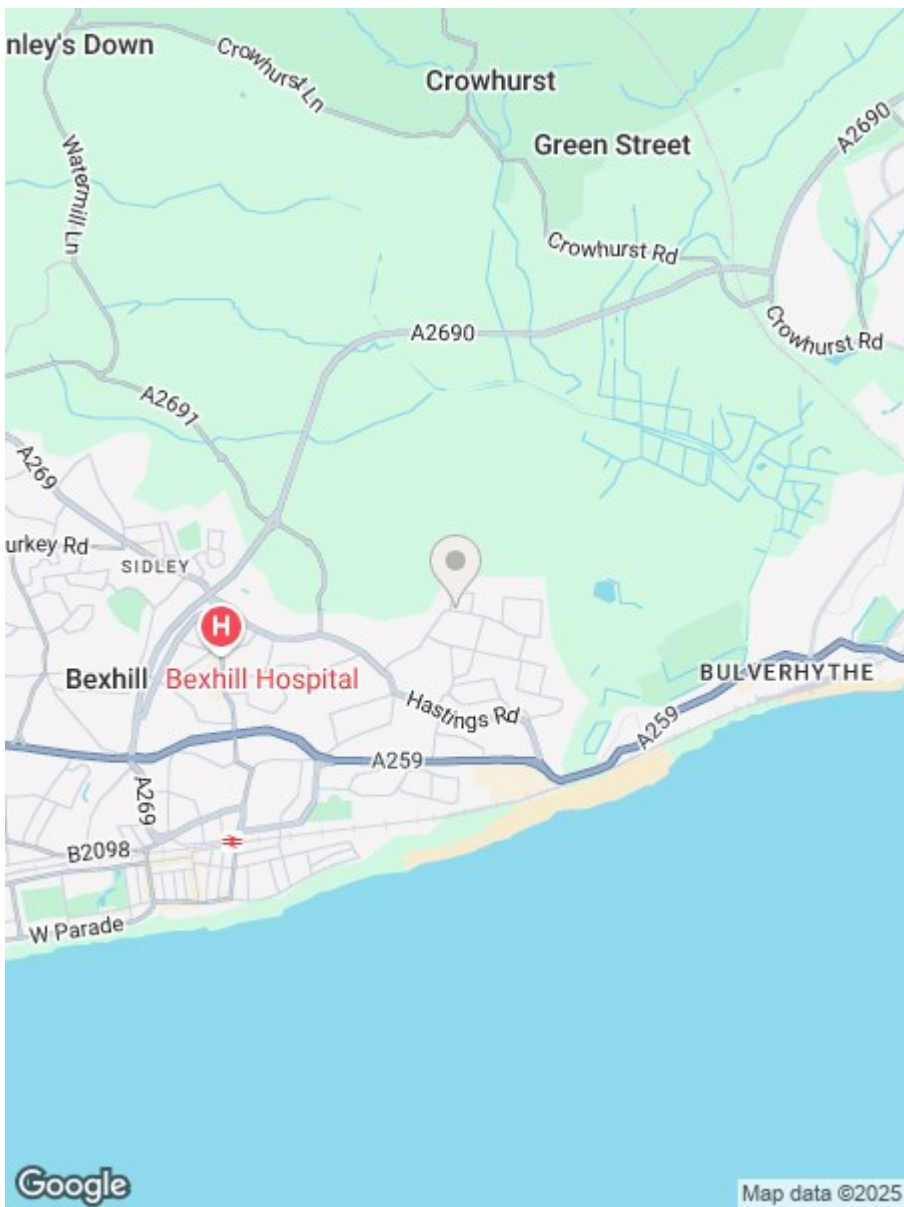 nley's Down
Crowhurst Ln
Crowhurst
A2690
Green Street
Watermill Ln
Crowhurst Rd
A2690
Crowhurst Rd
A2691
A269
urkey Rd
SIDLEY
H
Bexhill
Bexhill Hospital
BULVERHYTHE
Hastings Rd
A259
A259
A269
B2098
W Parade
Google
Map data ©2025